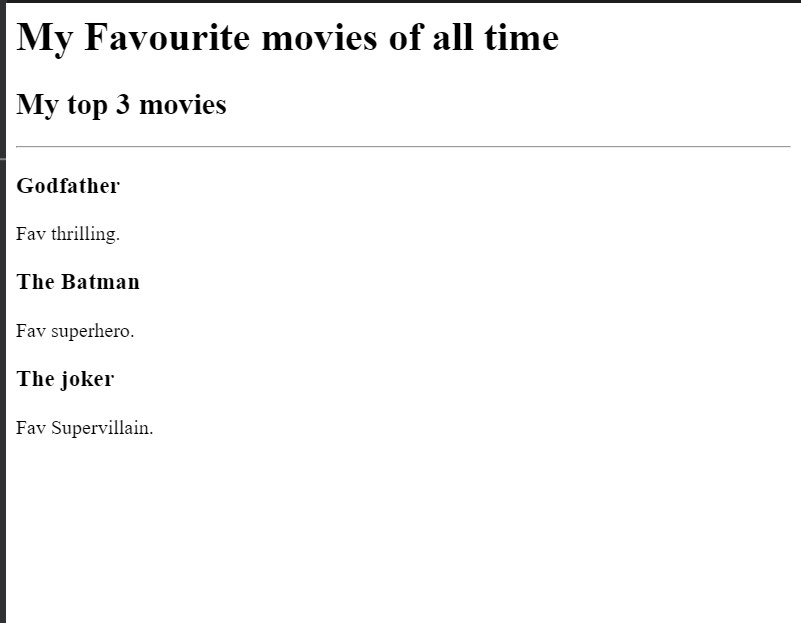 My Favourite movies of all time
My top 3 movies
Godfather
Fav thrilling.
The Batman
Fav superhero.
The joker
Fav Supervillain.